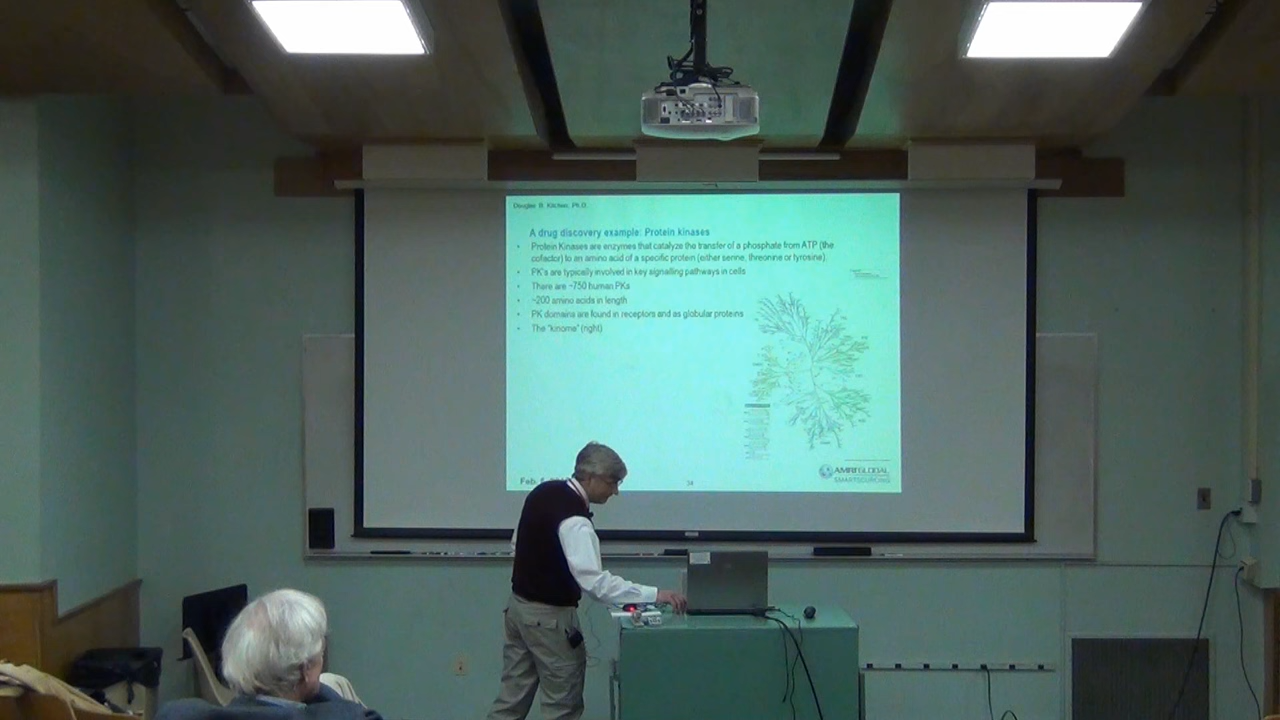 Douglas B. Kitchen, Ph.D.
A drug discovery example: Protein kinases
• Protein Kinases are enzymes that catalyze the transfer of a phosphate from ATP (the
cofactor) to an amino acid of a specific protein (either serine, threonine or tyrosine)
• PK's are typically involved in key signalling pathways in cells
• There are ~750 human PKs
• ~200 amino acids in length
• PK domains are found in receptors and as globular proteins
• The "kinome" (right)
Feb.
24
AMRI GLOBAL
SMARTSOURCING